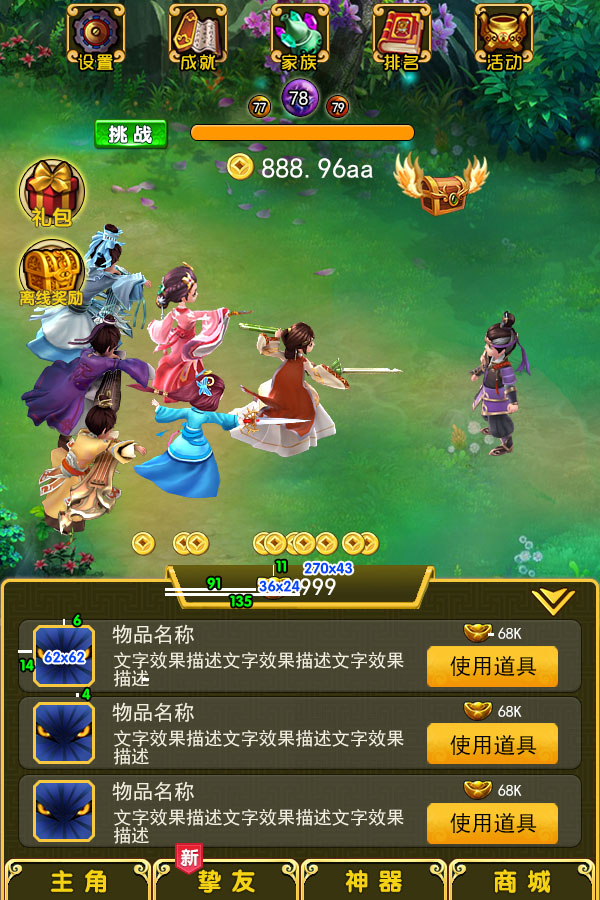 设置 成就 家族 排名 活动
77 78 79
挑战
888.96aa
礼包
离线奖励
11 270x43
91 36x24 999
135
6
物品名称 68K
14 62x62 文字效果描述文字效果描述文字效果
描述
使用道具
4
物品名称 68K
文字效果描述文字效果描述文字效果
描述
使用道具
物品名称 68K
文字效果描述文字效果描述文字效果
描述
使用道具
新
主角 挚友 神器 商城